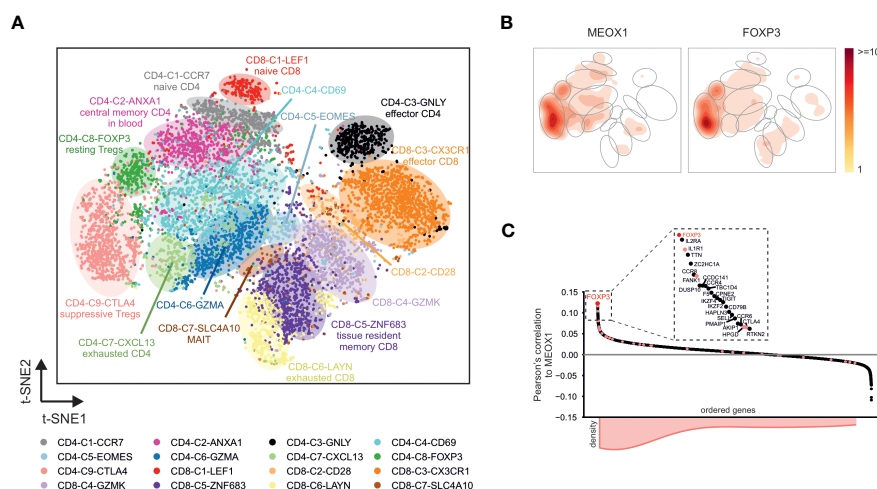 A
CD8-C1-LEF1
naive CD8
CD4-C1-CCR7
naive CD4
CD4-C4-CD69
CD4-C2-ANXA1
central memory CD4
in blood
CD4-C3-GNLY
effector CD4
CD4-C5-EOMES
CD4-C8-FOXP3
resting Tregs
CD8-C3-CX3CR1
effector CD8
CD4-C6-GZMA
CD8-C2-CD28
CD4-C9-CTLA4
suppressive Tregs
CD8-C4-GZMK
CD8-C7-SLC4A10
MAIT
CD8-C5-ZNF683
tissue resident
memory CD8
CD4-C7-CXCL13
exhausted CD4
CD8-C6-LAYN
exhausted CD8
t-SNE2
t-SNE1
CD4-C1-CCR7 CD4-C2-ANXA1 CD4-C3-GNLY CD4-C4-CD69
CD4-C5-EOMES CD4-C6-GZMA CD4-C7-CXCL13 CD4-C8-FOXP3
CD4-C9-CTLA4 CD8-C1-LEF1 CD8-C2-CD28 CD8-C3-CX3CR1
CD8-C4-GZMK CD8-C5-ZNF683 CD8-C6-LAYN CD8-C7-SLC4A10
B
MEOX1 FOXP3
>=10
1
C
FOXP3
IL2RA
IL1R1
TTN
ZC2HC1A
CCR8
CCDC141
FANK1
CCR4
TBC1D4
DUSP16
CPNE2
TIGIT
IKZF4
IKZF2
CD79B
HAPLN3
CCR6
CTLA4
PMAIP1
AKIP1
RTKN2
HPGD
FOXP3
0.15
0.10
0.05
0.00
−0.05
−0.10
−0.15
Pearson's correlation
to MEOX1
ordered genes
density